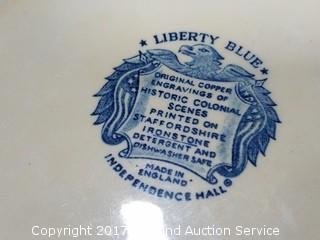 ★ LIBERTY BLUE ★
ORIGINAL COPPER
ENGRAVINGS OF
HISTORIC COLONIAL
SCENES
PRINTED ON
STAFFORDSHIRE
IRONSTONE
DETERGENT AND
DISHWASHER SAFE
"MADE IN
ENGLAND"
INDEPENDENCE HALL®
Copyright 2017 and Auction Service